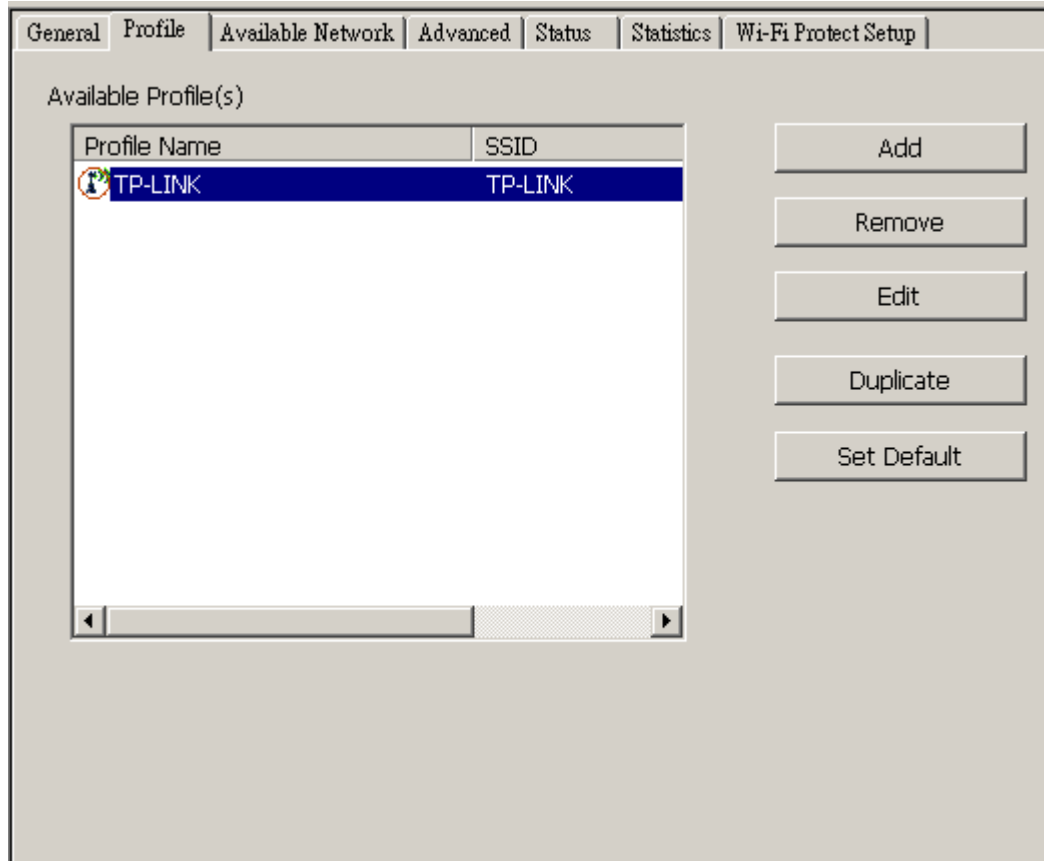 General Profile Available Network Advanced Status Statistics Wi-Fi Protect Setup
Available Profile(s)
Profile Name SSID
TP-LINK TP-LINK
Add
Remove
Edit
Duplicate
Set Default